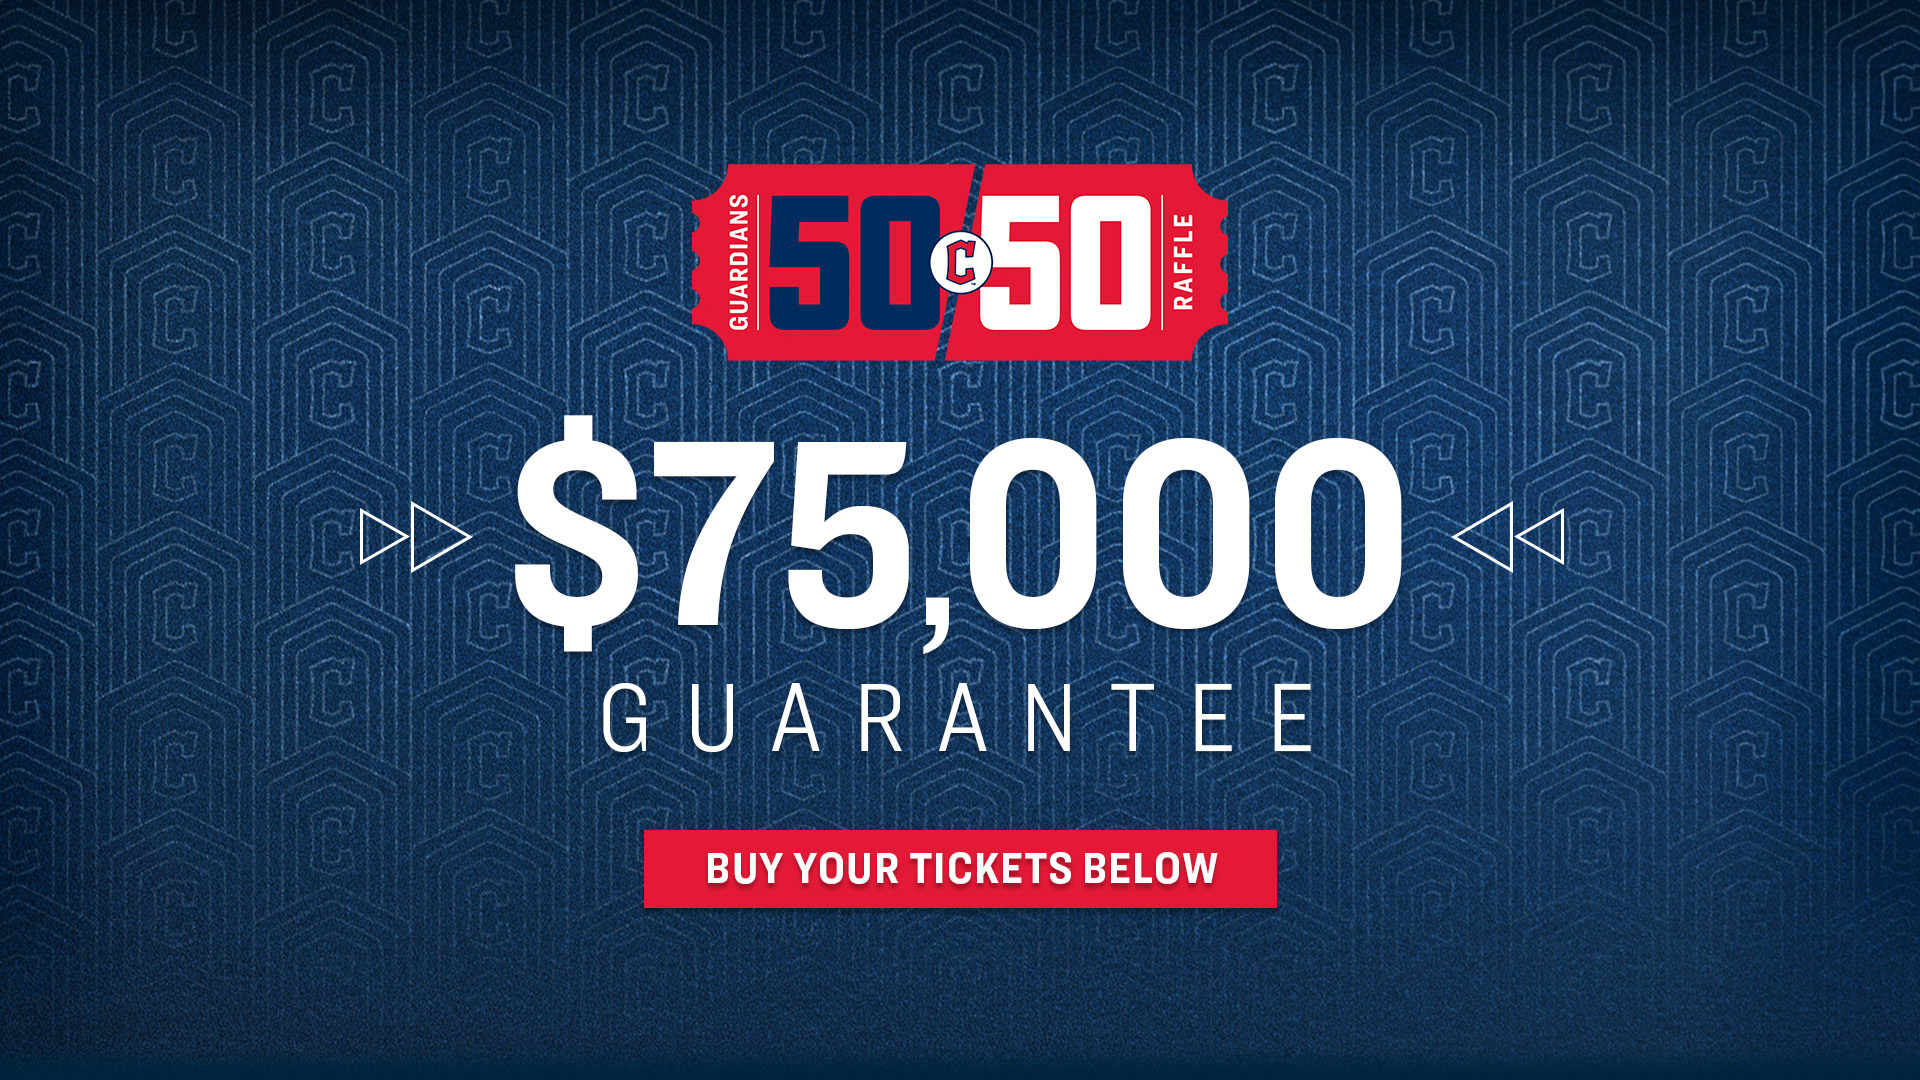 GUARDIANS
50 C 50
RAFFLE
$75,000
GUARANTEE
BUY YOUR TICKETS BELOW